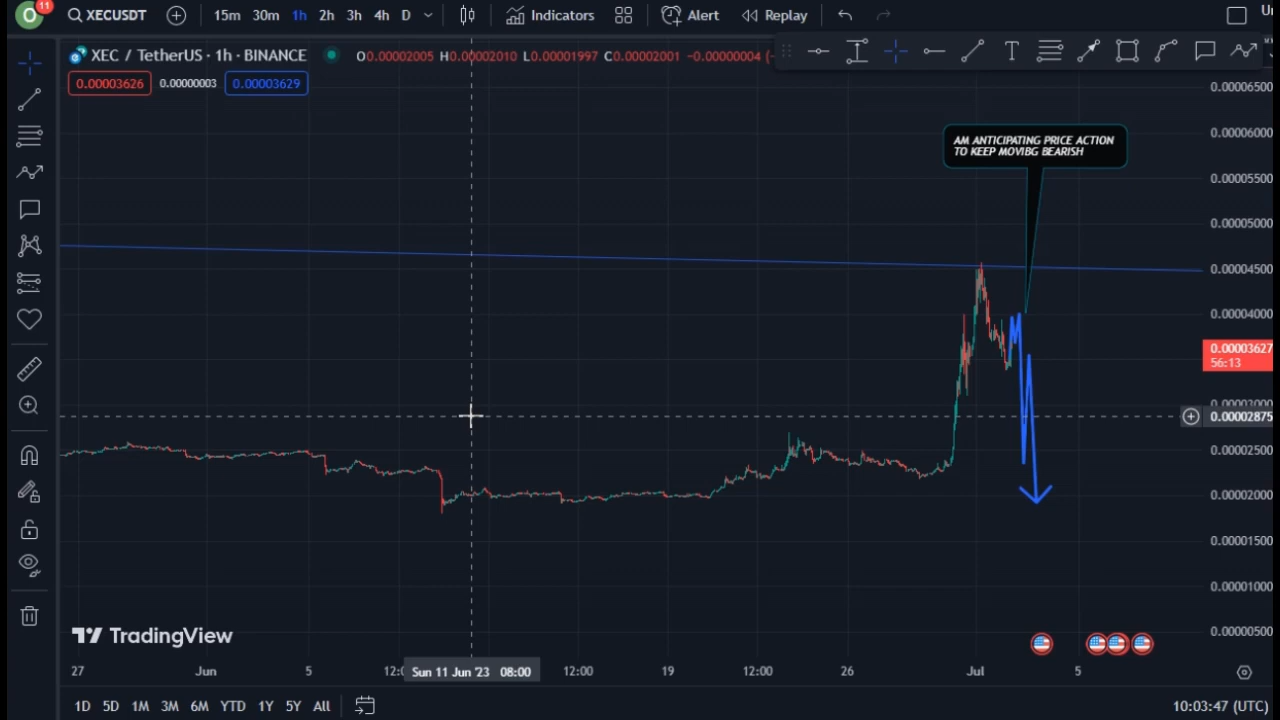 O
11
XECUSDT
15m 30m 1h 2h 3h 4h D
Indicators
Alert
Replay
XEC / TetherUS · 1h · BINANCE
O0.00002005 H0.00002010 L0.00001997 C0.00002001 −0.00000004
0.00003626 0.00000003 0.00003629
AM ANTICIPATING PRICE ACTION
TO KEEP MOVIBG BEARISH
0.00006500
0.00006000
0.00005500
0.00005000
0.00004500
0.00004000
0.00003627
56:13
0.00002875
0.00002500
0.00002000
0.00001500
0.00001000
0.00000500
TradingView
27 Jun 5 Sun 11 Jun '23 08:00 12:00 19 12:00 26 Jul 5
1D 5D 1M 3M 6M YTD 1Y 5Y All
10:03:47 (UTC)